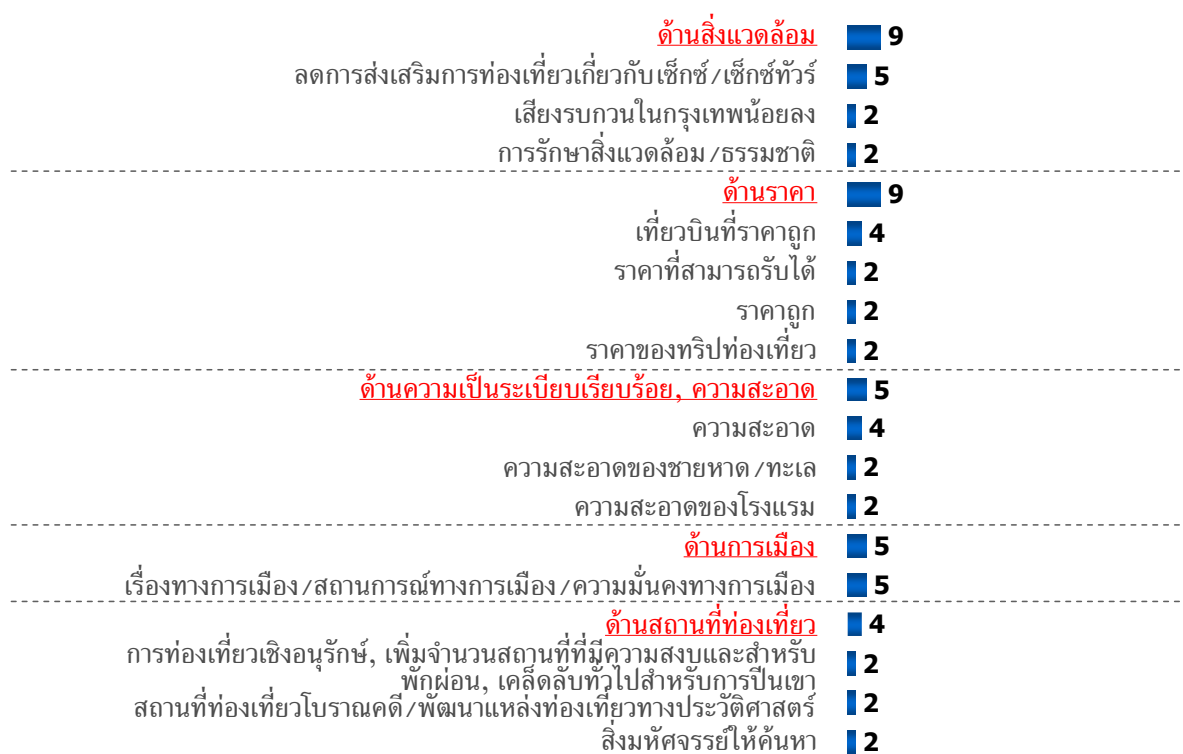 ด้านสิ่งแวดล้อม 9
ลดการส่งเสริมการท่องเที่ยวเกี่ยวกับเซ็กซ์/เซ็กซ์ทัวร์ 5
เสียงรบกวนในกรุงเทพน้อยลง 2
การรักษาสิ่งแวดล้อม/ธรรมชาติ 2
ด้านราคา 9
เที่ยวบินที่ราคาถูก 4
ราคาที่สามารถรับได้ 2
ราคาถูก 2
ราคาของทริปท่องเที่ยว 2
ด้านความเป็นระเบียบเรียบร้อย, ความสะอาด 5
ความสะอาด 4
ความสะอาดของชายหาด/ทะเล 2
ความสะอาดของโรงแรม 2
ด้านการเมือง 5
เรื่องทางการเมือง/สถานการณ์ทางการเมือง/ความมั่นคงทางการเมือง 5
ด้านสถานที่ท่องเที่ยว 4
การท่องเที่ยวเชิงอนุรักษ์, เพิ่มจำนวนสถานที่ที่มีความสงบและสำหรับ
พักผ่อน, เคล็ดลับทั่วไปสำหรับการปีนเขา 2
สถานที่ท่องเที่ยวโบราณคดี/พัฒนาแหล่งท่องเที่ยวทางประวัติศาสตร์ 2
สิ่งมหัศจรรย์ให้ค้นหา 2